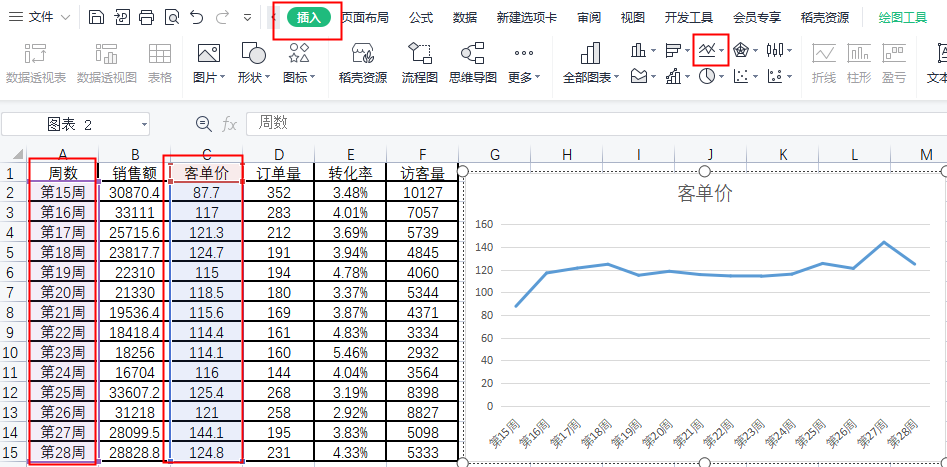 文件 插入 页面布局 公式 数据 新建选项卡 审阅 视图 开发工具 会员专享 稻壳资源 绘图工具
数据透视表 数据透视图 表格 图片 形状 图标 稻壳资源 流程图 思维导图 更多 全部图表 折线 柱形 盈亏
图表 2 fx 周数
A B C D E F G H I J K L M
1 周数 销售额 客单价 订单量 转化率 访客量
2 第15周 30870.4 87.7 352 3.48% 10127
3 第16周 33111 117 283 4.01% 7057
4 第17周 25715.6 121.3 212 3.69% 5739
5 第18周 23817.7 124.7 191 3.94% 4845
6 第19周 22310 115 194 4.78% 4060
7 第20周 21330 118.5 180 3.37% 5344
8 第21周 19536.4 115.6 169 3.87% 4371
9 第22周 18418.4 114.4 161 4.83% 3334
10 第23周 18256 114.1 160 5.46% 2932
11 第24周 16704 116 144 4.04% 3564
12 第25周 33607.2 125.4 268 3.19% 8398
13 第26周 31218 121 258 2.92% 8827
14 第27周 28099.5 144.1 195 3.83% 5098
15 第28周 28828.8 124.8 231 4.33% 5333
客单价
160
140
120
100
80
60
40
20
0
第15周 第16周 第17周 第18周 第19周 第20周 第21周 第22周 第23周 第24周 第25周 第26周 第27周 第28周